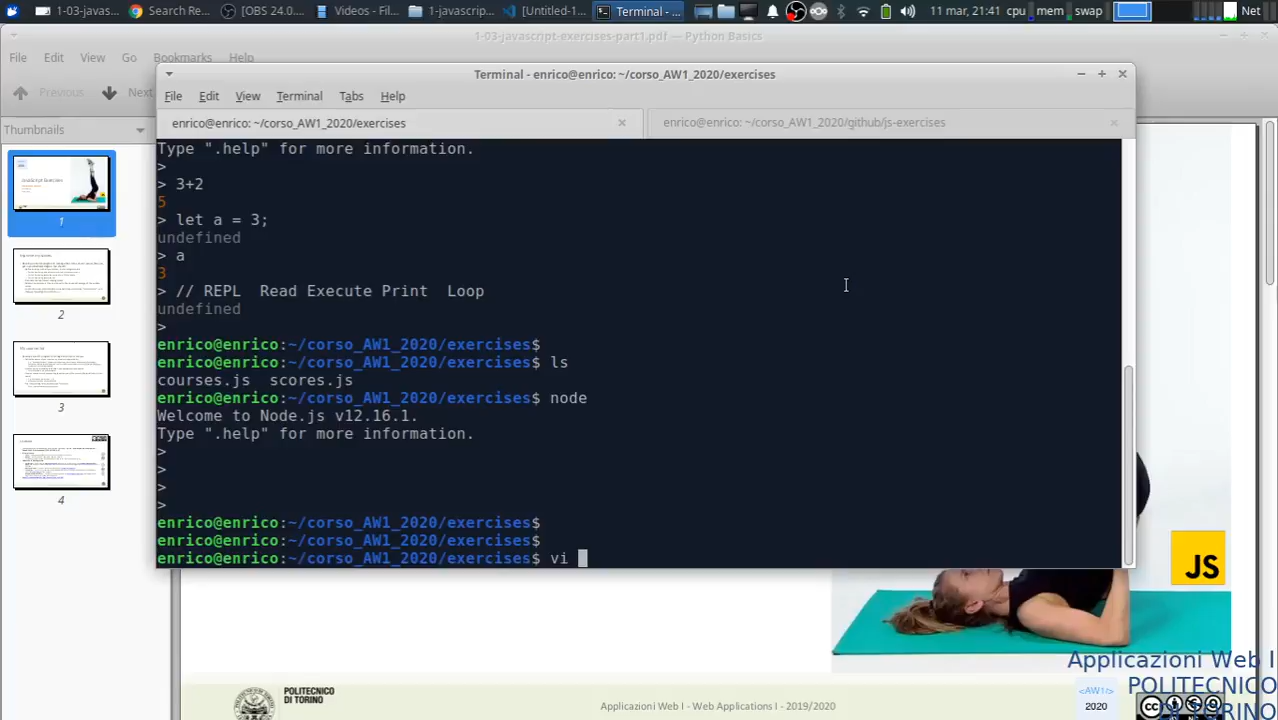 1-03-javas...
Search Re...
[OBS 24.0...
Videos - Fil...
1-javascrip...
[Untitled-1...
Terminal - ...
11 mar, 21:41
cpu
mem
swap
Net
1-03-javascript-exercises-part1.pdf — Python Basics
File Edit View Go Bookmarks Help
Previous
Next
Thumbnails
1
2
3
4
Terminal - enrico@enrico: ~/corso_AW1_2020/exercises
File Edit View Terminal Tabs Help
enrico@enrico: ~/corso_AW1_2020/exercises
enrico@enrico: ~/corso_AW1_2020/github/js-exercises
Type ".help" for more information.
>
> 3+2
5
> let a = 3;
undefined
> a
3
> // REPL  Read Execute Print  Loop
undefined
>
enrico@enrico:~/corso_AW1_2020/exercises$
enrico@enrico:~/corso_AW1_2020/exercises$ ls
courses.js  scores.js
enrico@enrico:~/corso_AW1_2020/exercises$ node
Welcome to Node.js v12.16.1.
Type ".help" for more information.
>
>
>
enrico@enrico:~/corso_AW1_2020/exercises$
enrico@enrico:~/corso_AW1_2020/exercises$
enrico@enrico:~/corso_AW1_2020/exercises$ vi
JS
POLITECNICO
DI TORINO
Applicazioni Web I - Web Applications I - 2019/2020
<AW1/>
2020
Applicazioni Web I
POLITECNICO
DI TORINO